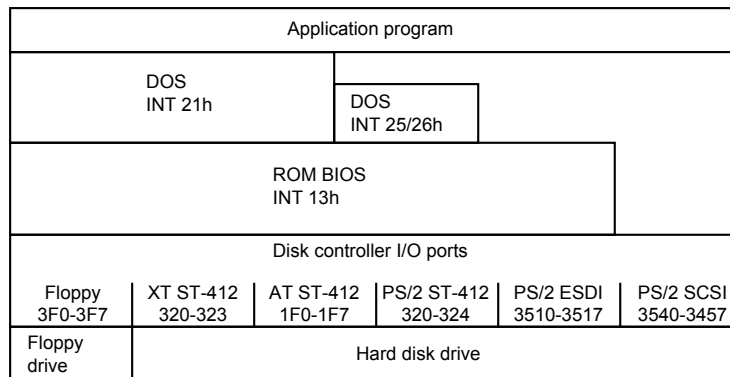 Application program
DOS
INT 21h
DOS
INT 25/26h
ROM BIOS
INT 13h
Disk controller I/O ports
Floppy XT ST-412 AT ST-412 PS/2 ST-412 PS/2 ESDI PS/2 SCSI
3F0-3F7 320-323 1F0-1F7 320-324 3510-3517 3540-3457
Floppy
drive
Hard disk drive